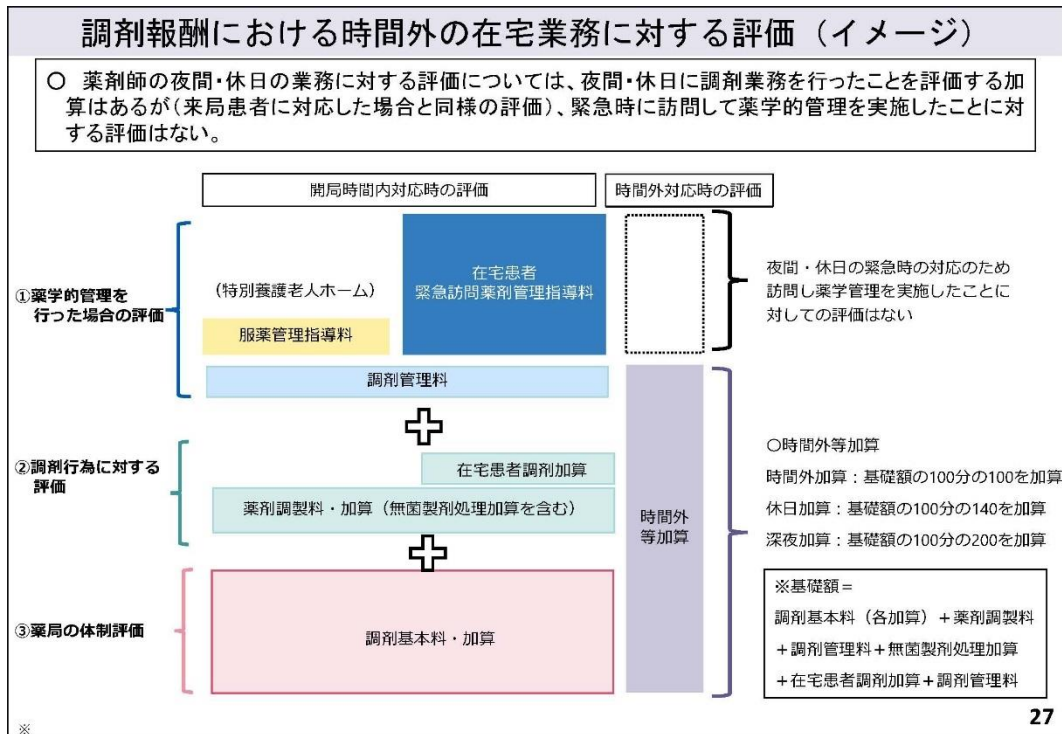 調剤報酬における時間外の在宅業務に対する評価（イメージ）
○ 薬剤師の夜間・休日の業務に対する評価については、夜間・休日に調剤業務を行ったことを評価する加
算はあるが（来局患者に対応した場合と同様の評価）、緊急時に訪問して薬学的管理を実施したことに対
する評価はない。
開局時間内対応時の評価
時間外対応時の評価
①薬学的管理を
行った場合の評価
（特別養護老人ホーム）
服薬管理指導料
在宅患者
緊急訪問薬剤管理指導料
調剤管理料
夜間・休日の緊急時の対応のため
訪問し薬学管理を実施したことに
対しての評価はない
②調剤行為に対する
評価
在宅患者調剤加算
薬剤調製料・加算（無菌製剤処理加算を含む）
時間外
等加算
○時間外等加算
時間外加算：基礎額の100分の100を加算
休日加算：基礎額の100分の140を加算
深夜加算：基礎額の100分の200を加算
③薬局の体制評価
調剤基本料・加算
※基礎額＝
調剤基本料（各加算）＋薬剤調製料
＋調剤管理料＋無菌製剤処理加算
＋在宅患者調剤加算＋調剤管理料
※
27